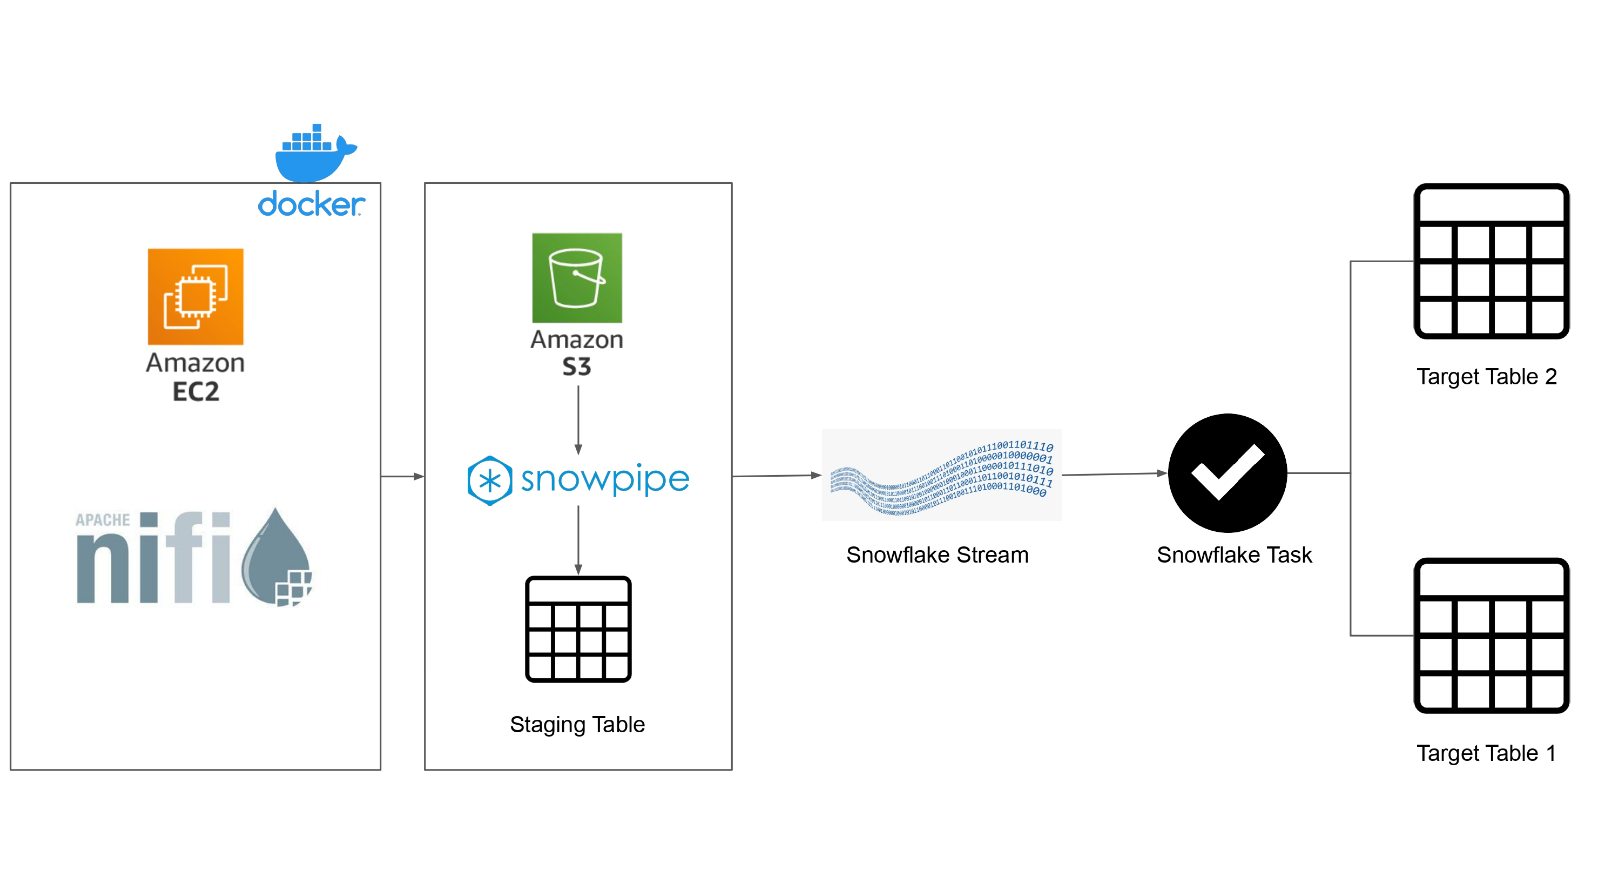 docker
Amazon
EC2
APACHE
nifi
Amazon
S3
snowpipe
Staging Table
Snowflake Stream
Snowflake Task
Target Table 2
Target Table 1